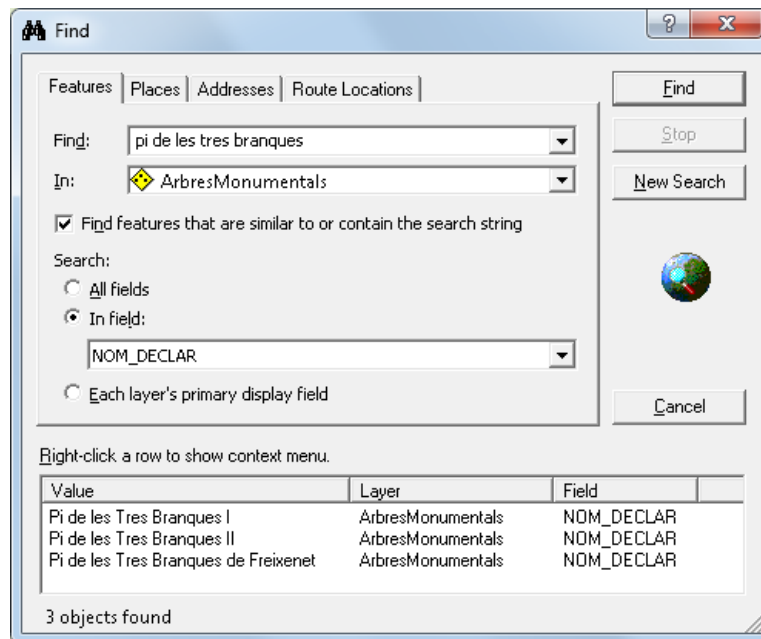 Find
Features Places Addresses Route Locations
Find
Find: pi de les tres branques
Stop
In: ArbresMonumentals
New Search
Find features that are similar to or contain the search string
Search:
All fields
In field:
NOM_DECLAR
Each layer's primary display field
Cancel
Right-click a row to show context menu.
Value Layer Field
Pi de les Tres Branques I ArbresMonumentals NOM_DECLAR
Pi de les Tres Branques II ArbresMonumentals NOM_DECLAR
Pi de les Tres Branques de Freixenet ArbresMonumentals NOM_DECLAR
3 objects found